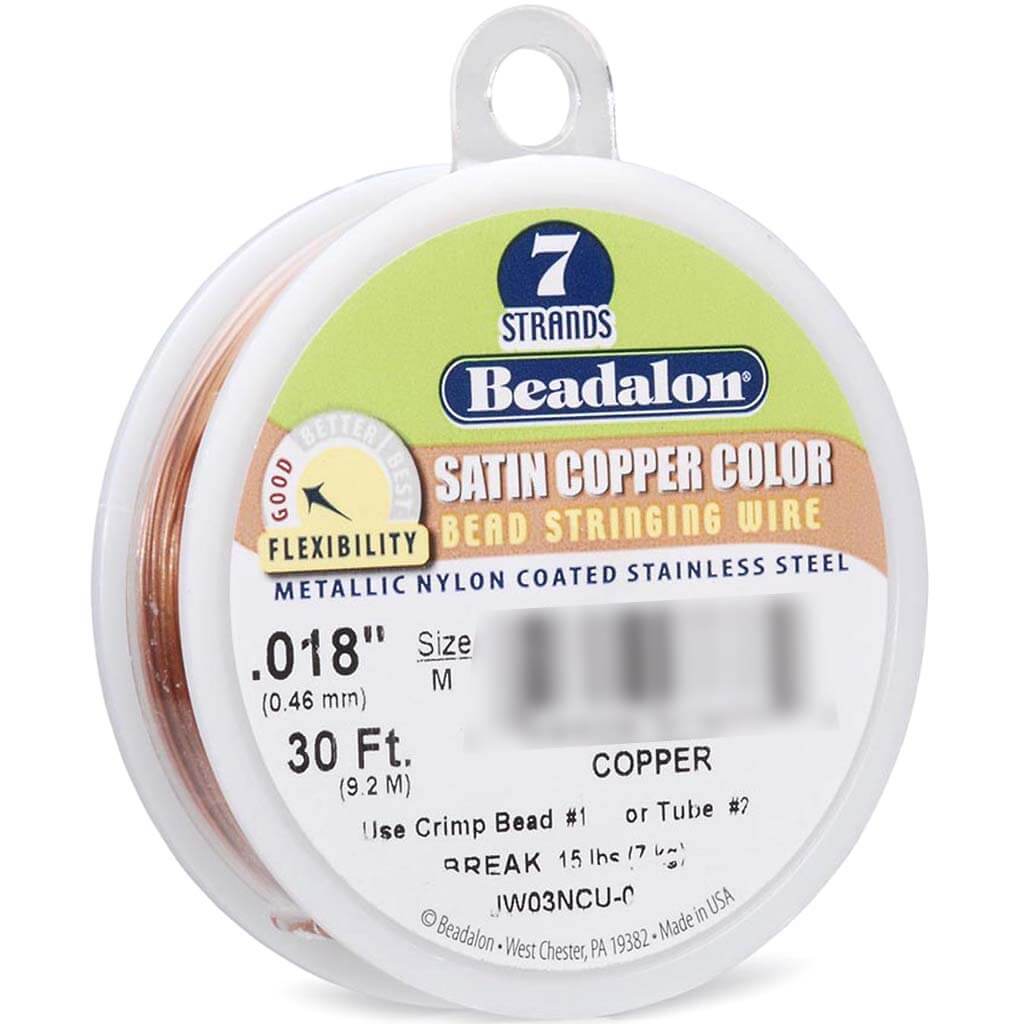 7
STRANDS
Beadalon®
GOOD BETTER BEST
FLEXIBILITY
SATIN COPPER COLOR
BEAD STRINGING WIRE
METALLIC NYLON COATED STAINLESS STEEL
.018" Size
(0.46 mm) M
30 Ft.
(9.2 M)
COPPER
Use Crimp Bead #1 or Tube #2
BREAK 15 lbs (7 kg)
JW03NCU-0
© Beadalon • West Chester, PA 19382 • Made in USA